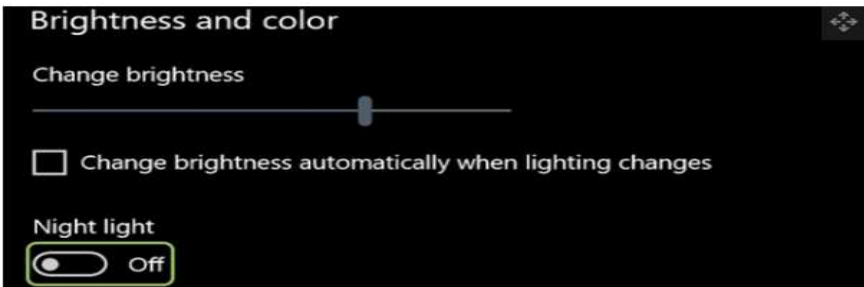 Brightness and color
Change brightness
Change brightness automatically when lighting changes
Night light
Off